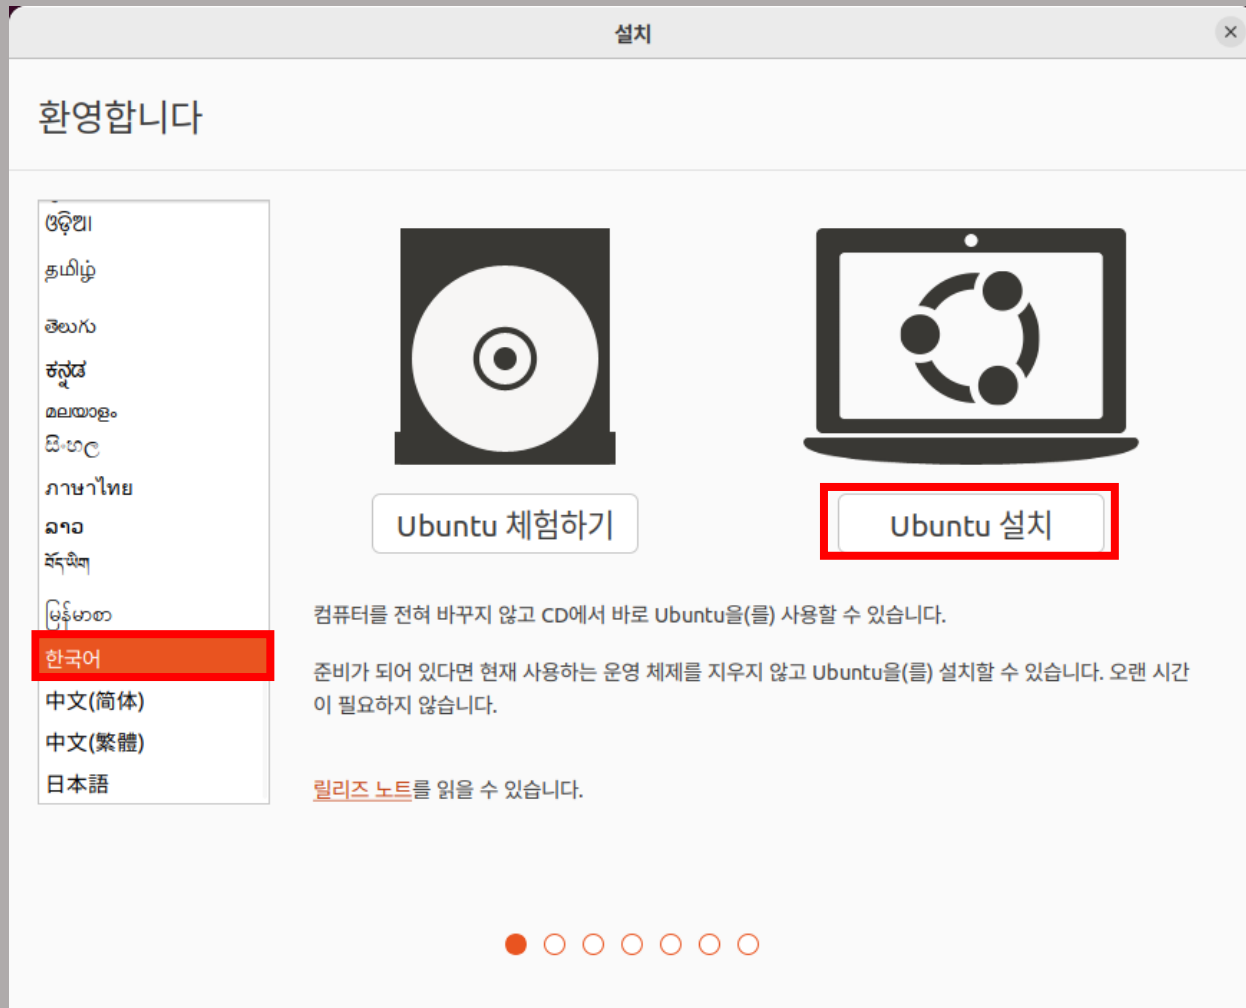 설치
환영합니다
ଓଡ଼ିଆ
தமிழ்
తెలుగు
ಕನ್ನಡ
മലയാളം
සිංහල
ภาษาไทย
ລາວ
བོད་ཡིག
မြန်မာစာ
한국어
中文(简体)
中文(繁體)
日本語
Ubuntu 체험하기
Ubuntu 설치
컴퓨터를 전혀 바꾸지 않고 CD에서 바로 Ubuntu을(를) 사용할 수 있습니다.
준비가 되어 있다면 현재 사용하는 운영 체제를 지우지 않고 Ubuntu을(를) 설치할 수 있습니다. 오랜 시간
이 필요하지 않습니다.
릴리즈 노트를 읽을 수 있습니다.